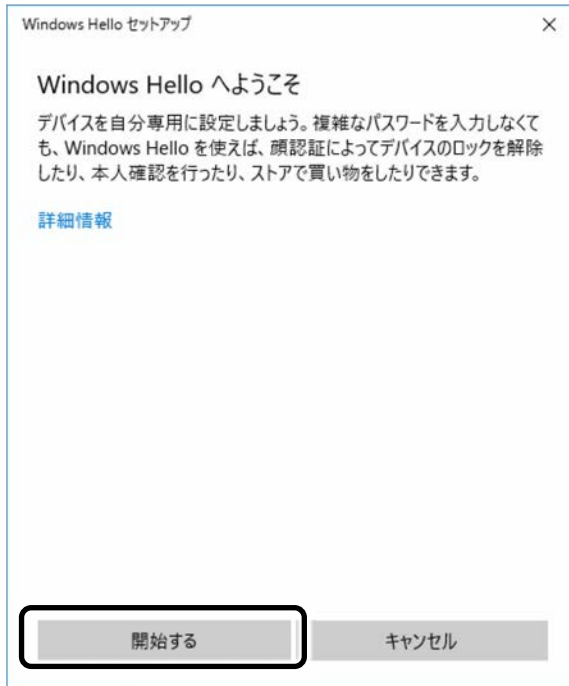 Windows Hello セットアップ
Windows Hello へようこそ
デバイスを自分専用に設定しましょう。複雑なパスワードを入力しなくて
も、Windows Hello を使えば、顔認証によってデバイスのロックを解除
したり、本人確認を行ったり、ストアで買い物をしたりできます。
詳細情報
開始する
キャンセル